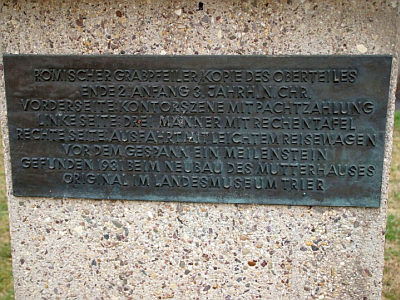 RÖMISCHER GRABPFEILER, KOPIE DES OBERTEILES
ENDE 2. ANFANG 3. JAHRH. N. CHR.
VORDERSEITE KONTORSZENE MIT PACHTZAHLUNG
LINKE SEITE DREI MÄNNER MIT RECHENTAFEL
RECHTE SEITE AUSFAHRT MIT LEICHTEM REISEWAGEN
VOR DEM GESPANN EIN MEILENSTEIN
GEFUNDEN 1931 BEIM NEUBAU DES MUTTERHAUSES
ORIGINAL IM LANDESMUSEUM TRIER